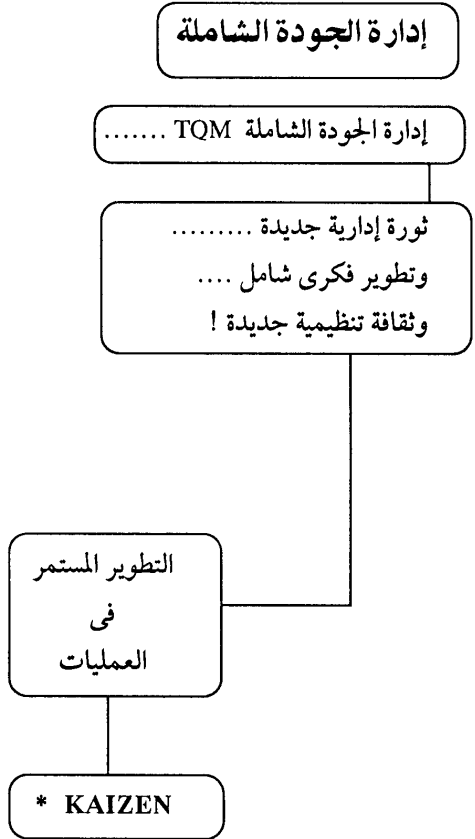 إدارة الجودة الشاملة
إدارة الجودة الشاملة TQM .......
ثورة إدارية جديدة .........
وتطوير فكرى شامل ....
وثقافة تنظيمية جديدة !
التطوير المستمر
فى
العمليات
* KAIZEN